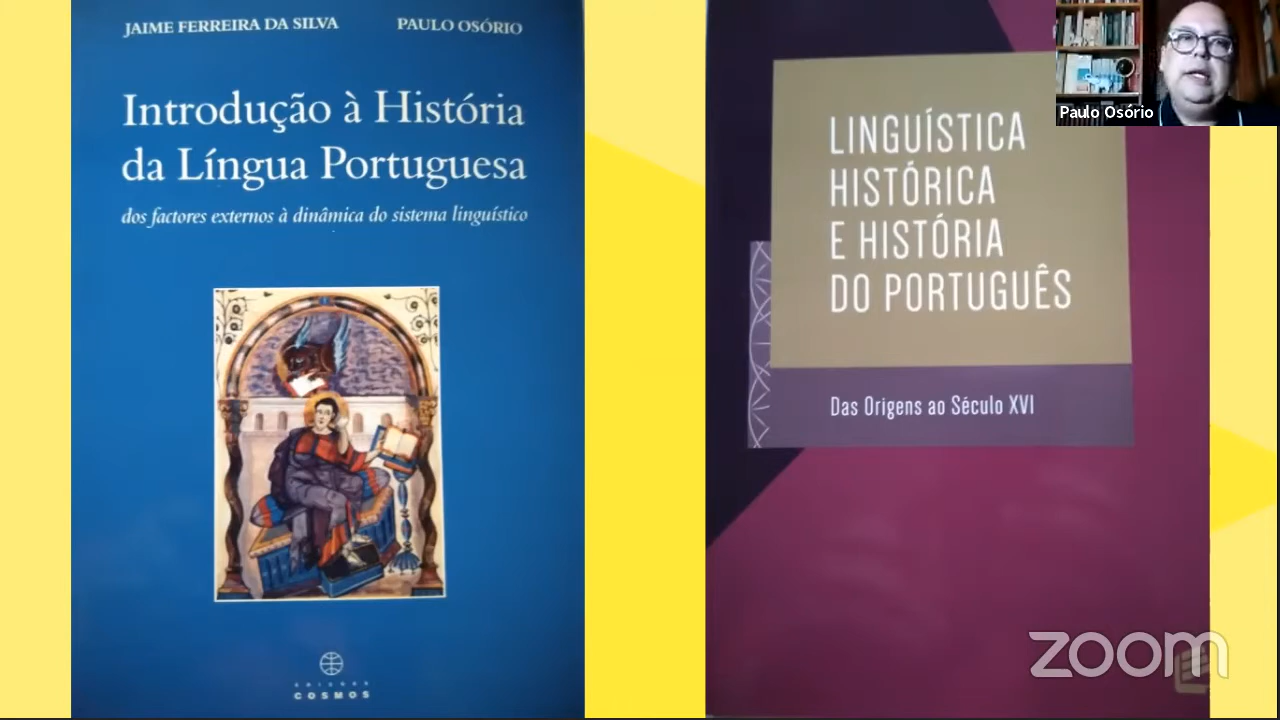 JAIME FERREIRA DA SILVA
PAULO OSÓRIO
Introdução à História
da Língua Portuguesa
dos factores externos à dinâmica do sistema linguístico
EDIÇÕES
COSMOS
LINGUÍSTICA
HISTÓRICA
E HISTÓRIA
DO PORTUGUÊS
Das Origens ao Século XVI
Paulo Osório
zoom